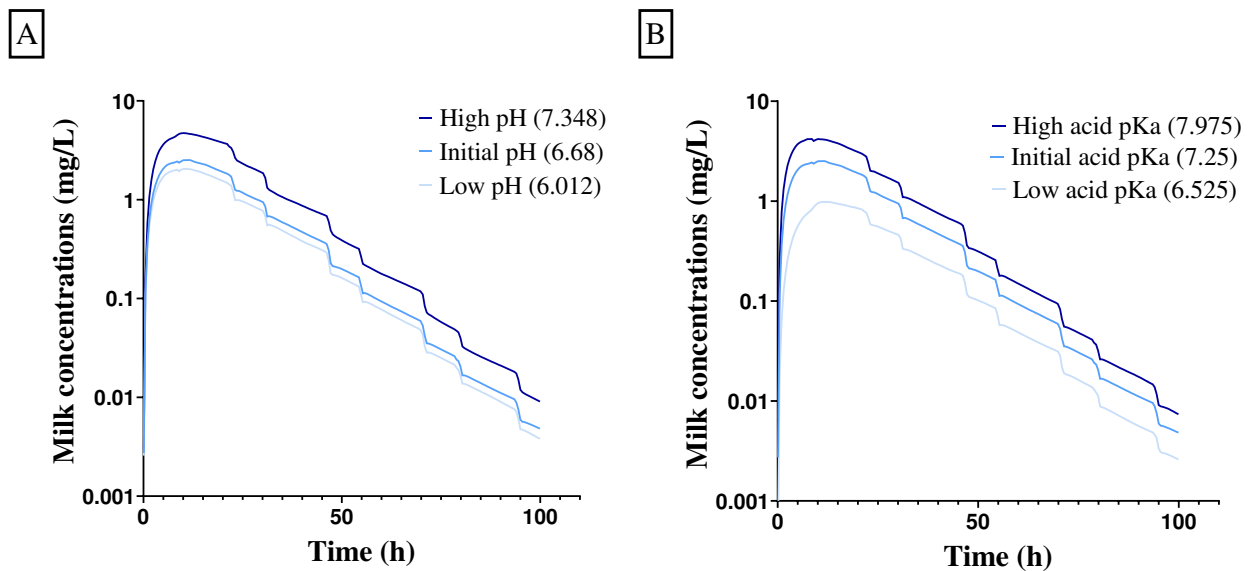 A
Milk concentrations (mg/L)
10
1
0.1
0.01
0.001
High pH (7.348)
Initial pH (6.68)
Low pH (6.012)
0
50
100
Time (h)
B
Milk concentrations (mg/L)
10
1
0.1
0.01
0.001
High acid pKa (7.975)
Initial acid pKa (7.25)
Low acid pKa (6.525)
0
50
100
Time (h)